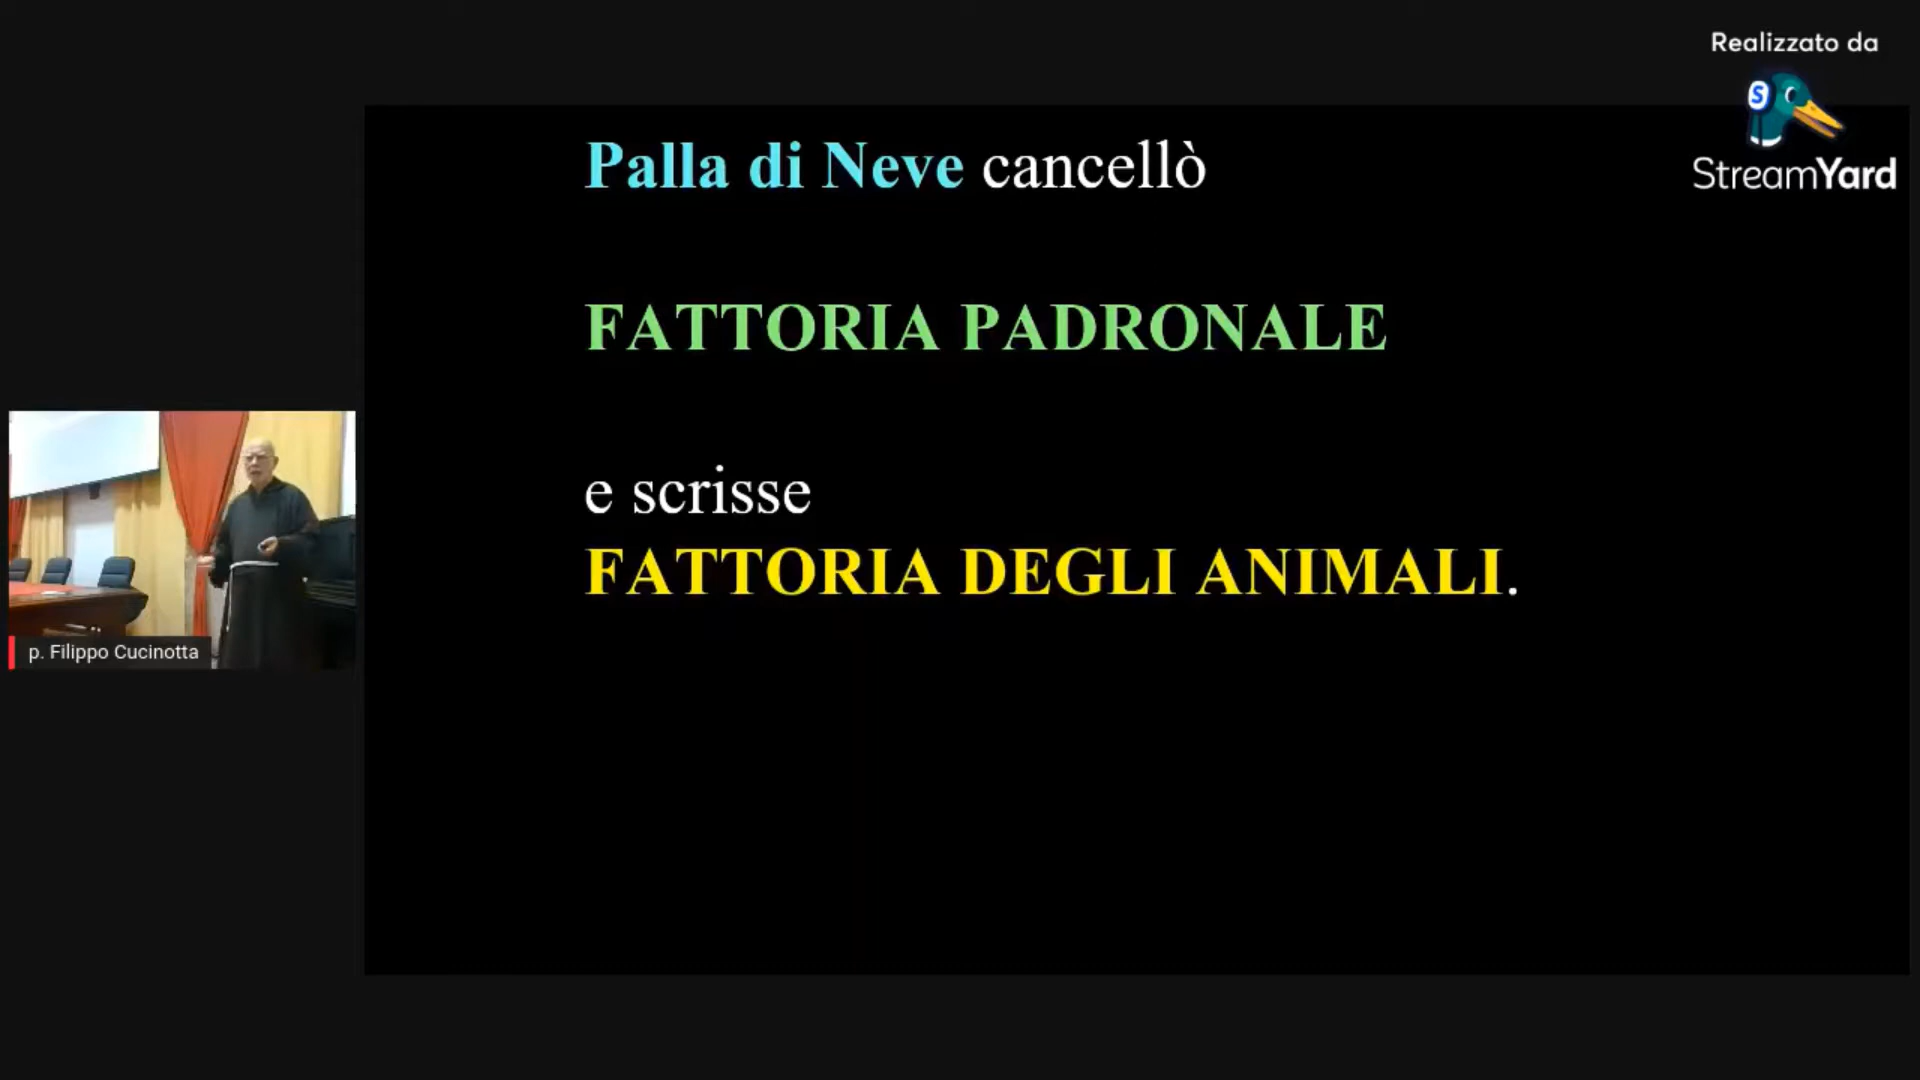 Realizzato da
StreamYard
Palla di Neve cancellò
FATTORIA PADRONALE
e scrisse
FATTORIA DEGLI ANIMALI.
p. Filippo Cucinotta